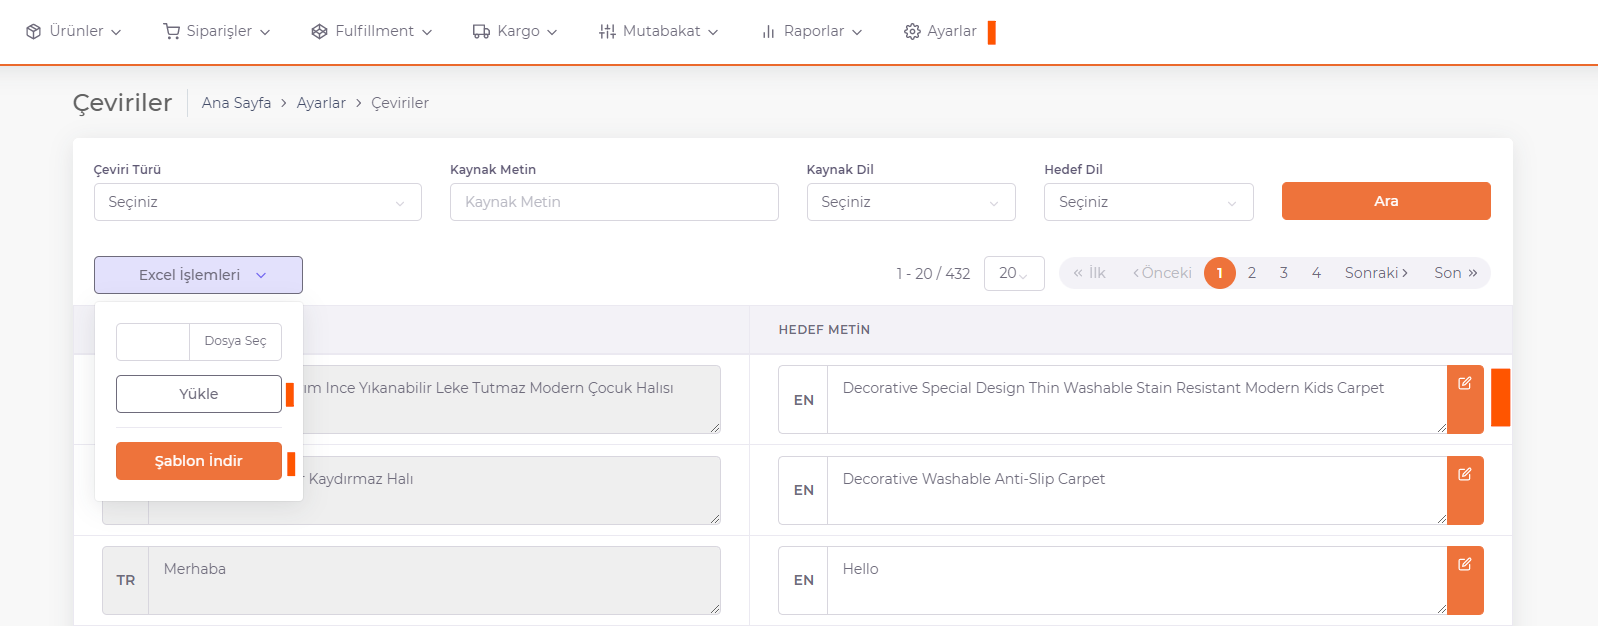 Ürünler
Siparişler
Fulfillment
Kargo
Mutabakat
Raporlar
Ayarlar
Çeviriler
Ana Sayfa > Ayarlar > Çeviriler
Çeviri Türü
Kaynak Metin
Kaynak Dil
Hedef Dil
Seçiniz
Kaynak Metin
Seçiniz
Seçiniz
Ara
Excel İşlemleri
1 - 20 / 432
20
« İlk
‹ Önceki
1
2
3
4
Sonraki ›
Son »
Dosya Seç
Yükle
Şablon İndir
HEDEF METİN
Ince Yıkanabilir Leke Tutmaz Modern Çocuk Halısı
EN
Decorative Special Design Thin Washable Stain Resistant Modern Kids Carpet
Kaydırmaz Halı
EN
Decorative Washable Anti-Slip Carpet
TR
Merhaba
EN
Hello